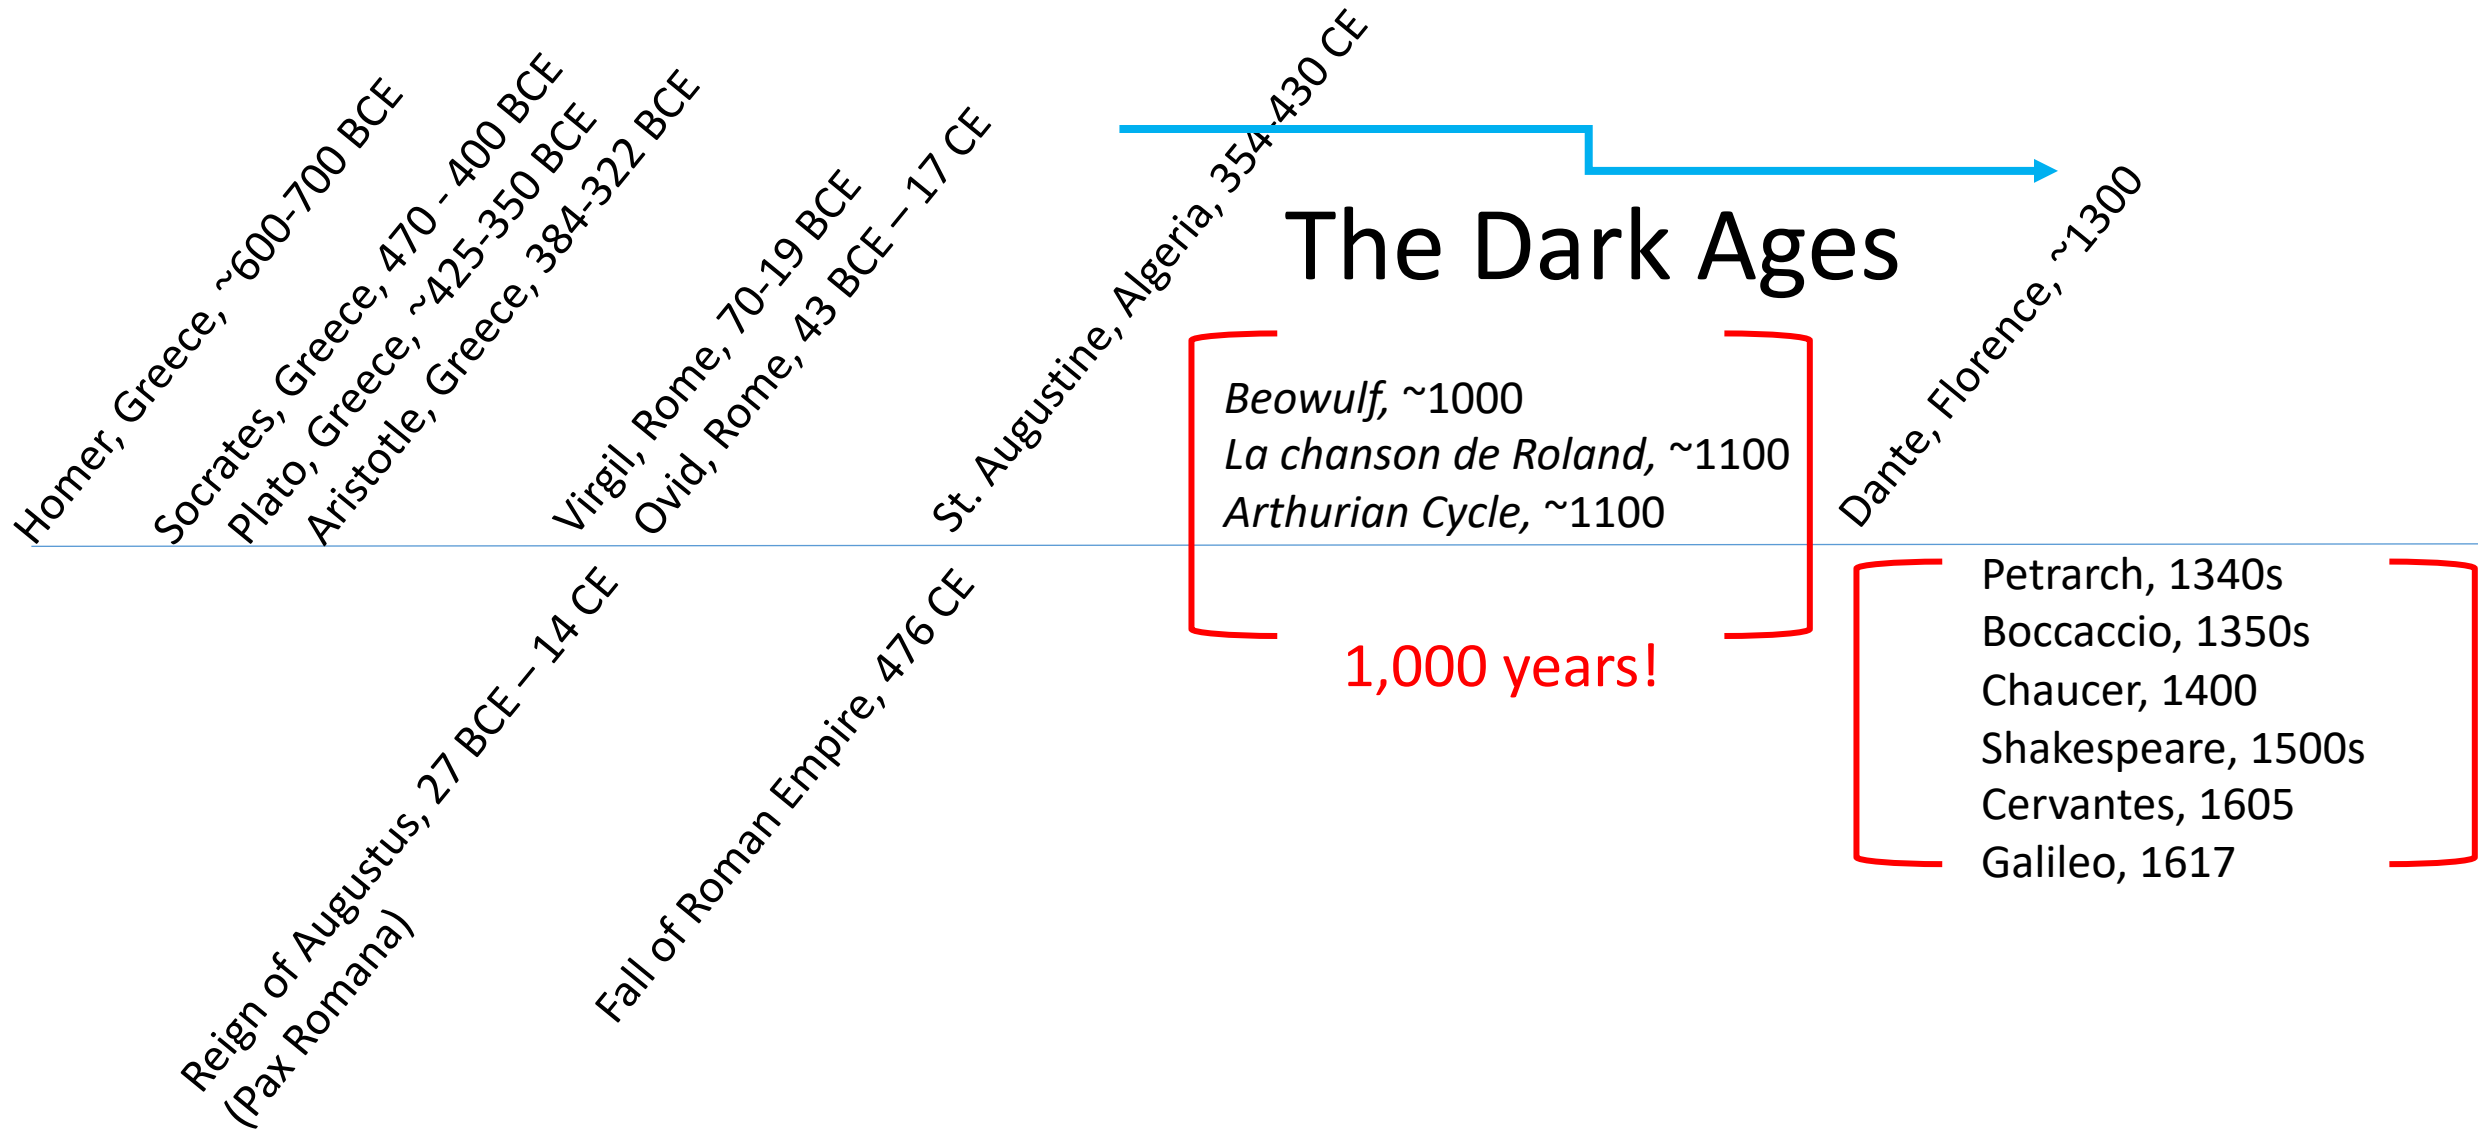 Homer, Greece, ~600-700 BCE
Socrates, Greece, 470 - 400 BCE
Plato, Greece, ~425-350 BCE
Aristotle, Greece, 384-322 BCE
Virgil, Rome, 70-19 BCE
Ovid, Rome, 43 BCE – 17 CE
St. Augustine, Algeria, 354-430 CE
The Dark Ages
Beowulf, ~1000
La chanson de Roland, ~1100
Arthurian Cycle, ~1100
Dante, Florence, ~1300
Reign of Augustus, 27 BCE – 14 CE
(Pax Romana)
Fall of Roman Empire, 476 CE
1,000 years!
Petrarch, 1340s
Boccaccio, 1350s
Chaucer, 1400
Shakespeare, 1500s
Cervantes, 1605
Galileo, 1617